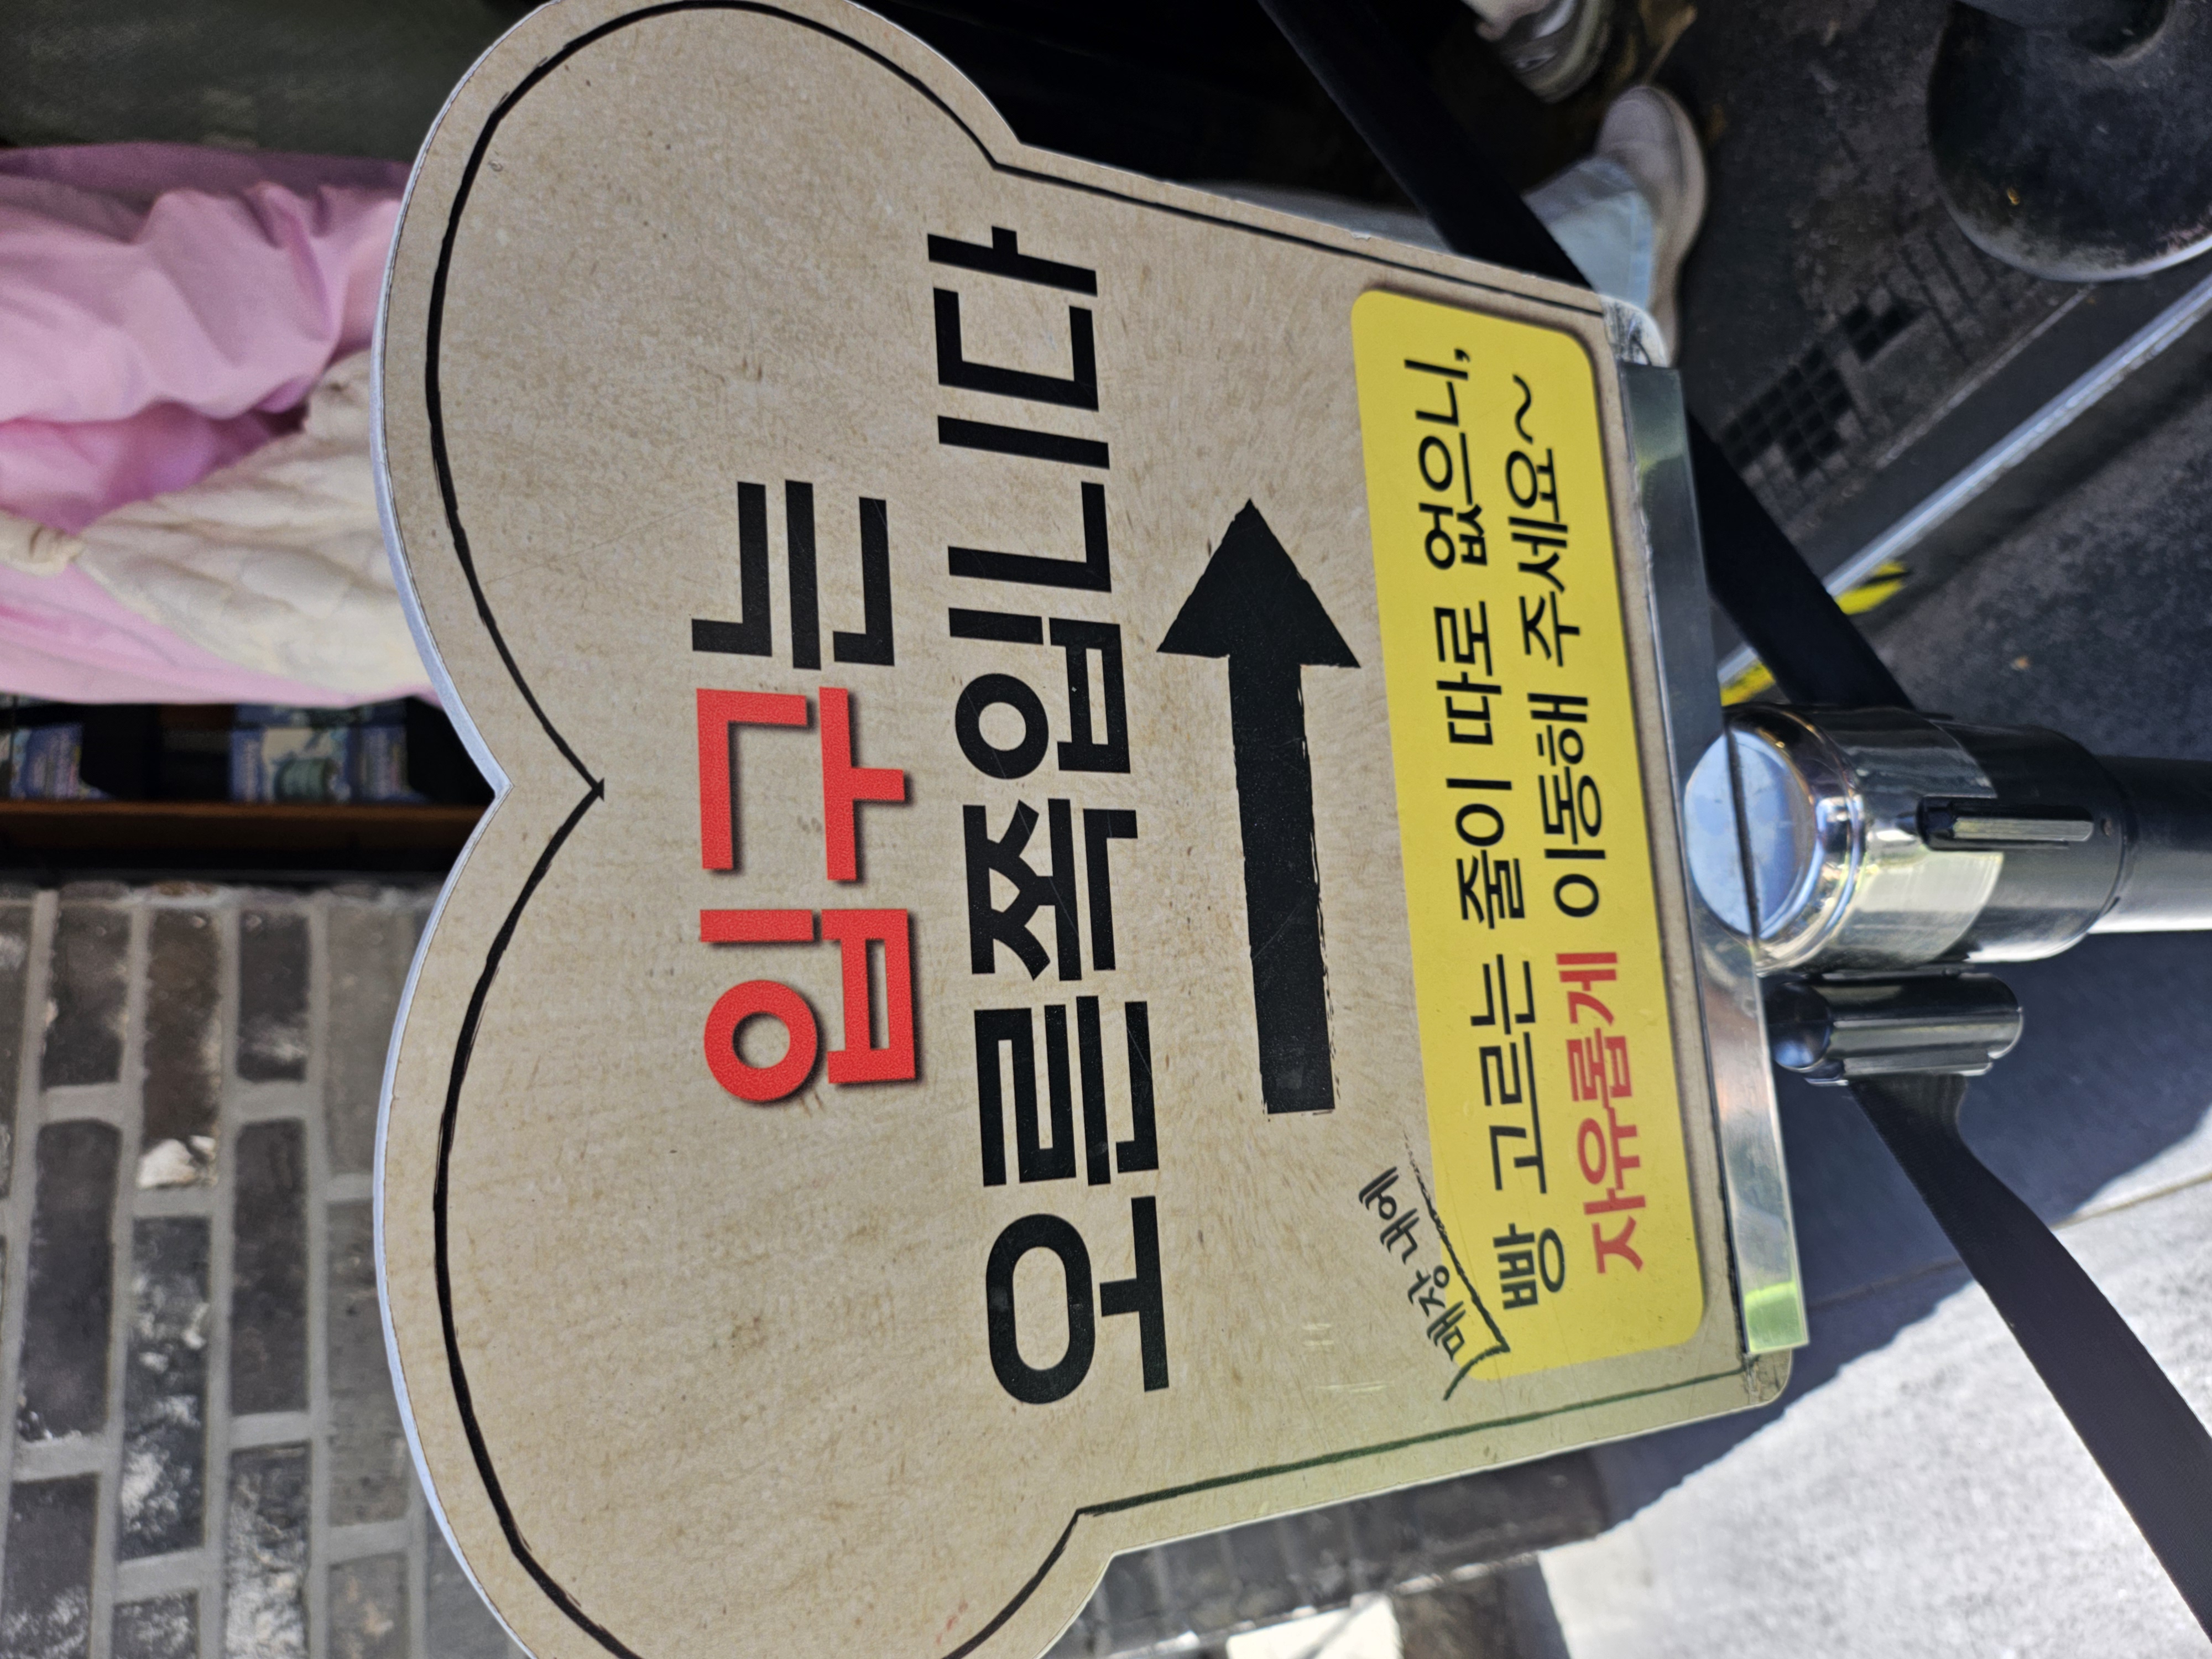 입구는
오른쪽입니다
매장 내에
빵 고르는 줄이 따로 없으니,
자유롭게 이동해 주세요~